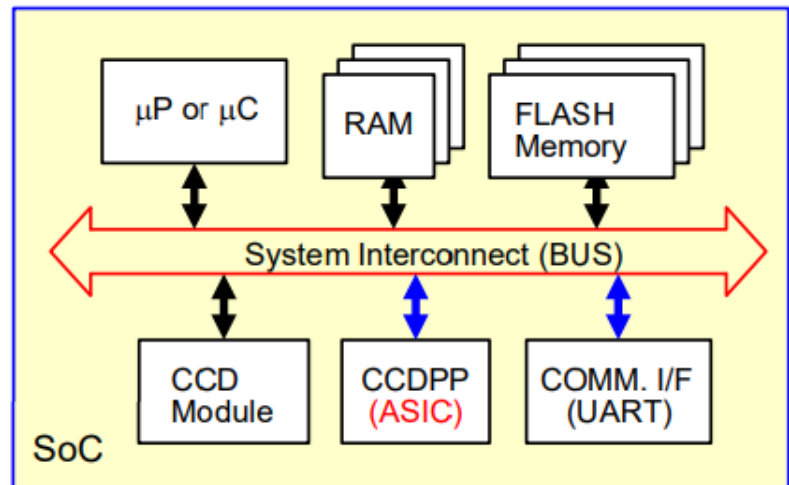 μP or μC
RAM
FLASH
Memory
System Interconnect (BUS)
CCD
Module
CCDPP
(ASIC)
COMM. I/F
(UART)
SoC